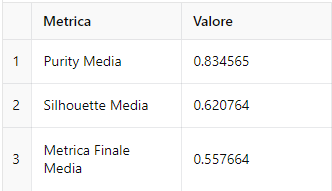 Metrica Valore
1 Purity Media 0.834565
2 Silhouette Media 0.620764
3 Metrica Finale Media 0.557664